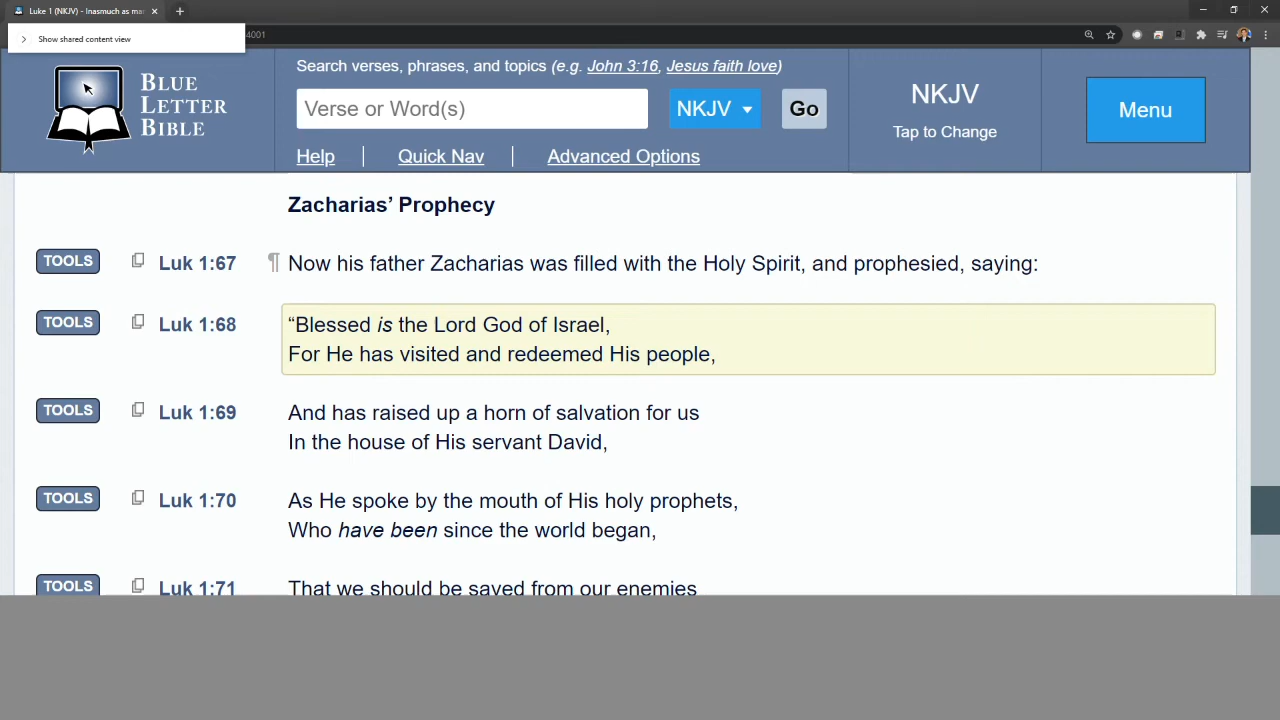 Luke 1 (NKJV) - Inasmuch as ma
Show shared content view
4001
BLUE
LETTER
BIBLE
Search verses, phrases, and topics (e.g. John 3:16, Jesus faith love)
Verse or Word(s)
NKJV
Go
Help
Quick Nav
Advanced Options
NKJV
Tap to Change
Menu
Zacharias’ Prophecy
TOOLS Luk 1:67 ¶ Now his father Zacharias was filled with the Holy Spirit, and prophesied, saying:
TOOLS Luk 1:68 “Blessed is the Lord God of Israel,
For He has visited and redeemed His people,
TOOLS Luk 1:69 And has raised up a horn of salvation for us
In the house of His servant David,
TOOLS Luk 1:70 As He spoke by the mouth of His holy prophets,
Who have been since the world began,
TOOLS Luk 1:71 That we should be saved from our enemies